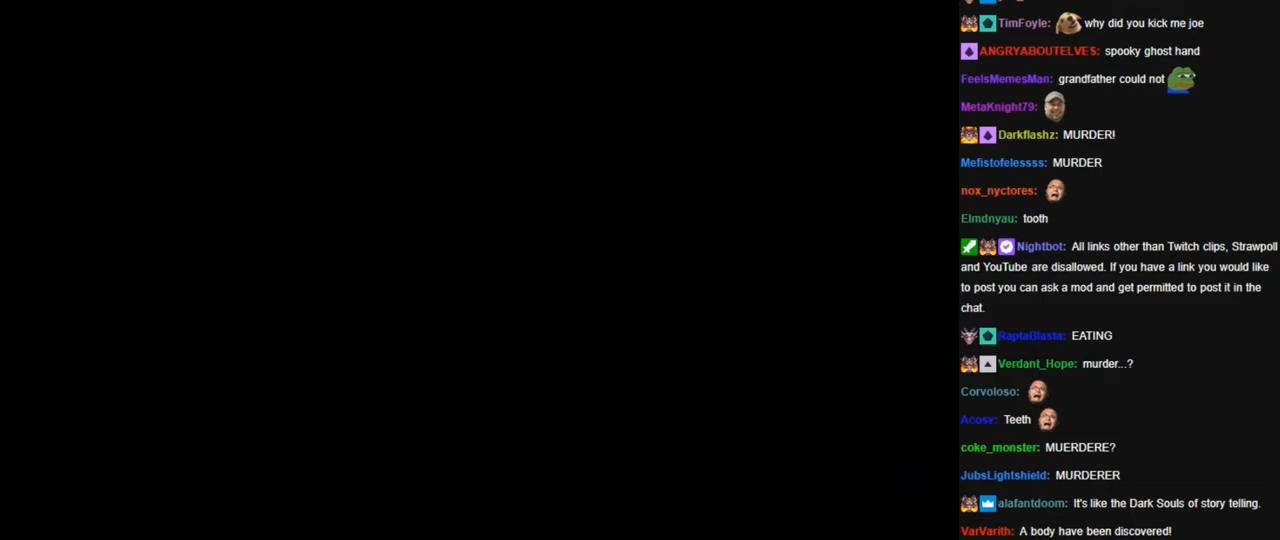 TimFoyle: why did you kick me joe
ANGRYABOUTELVES: spooky ghost hand
FeelsMemesMan: grandfather could not
MetaKnight79:
Darkflashz: MURDER!
Mefistofelessss: MURDER
nox_nyctores:
Elmdnyau: tooth
Nightbot: All links other than Twitch clips, Strawpoll
and YouTube are disallowed. If you have a link you would like
to post you can ask a mod and get permitted to post it in the
chat.
RaptaBlasta: EATING
Verdant_Hope: murder...?
Corvoloso:
Acosv: Teeth
coke_monster: MUERDERE?
JubsLightshield: MURDERER
alafantdoom: It's like the Dark Souls of story telling.
VarVarith: A body have been discovered!